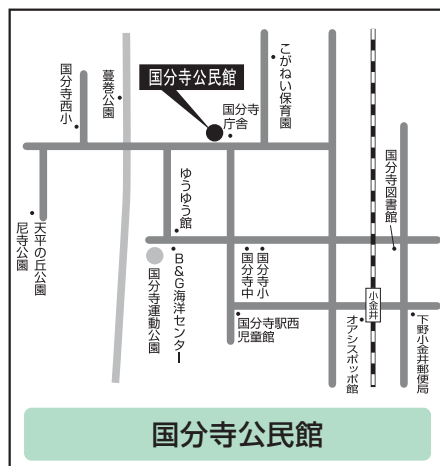 国分寺公民館
こがねい保育園
国分寺
庁舎
蔓巻公園
国分寺西小
国分寺図書館
ゆうゆう館
天平の丘公園
尼寺公園
B&G海洋センター
国分寺運動公園
国分寺小
国分寺中
小金井
国分寺駅西
児童館
オアシスポッポ館
下野小金井郵便局
国分寺公民館